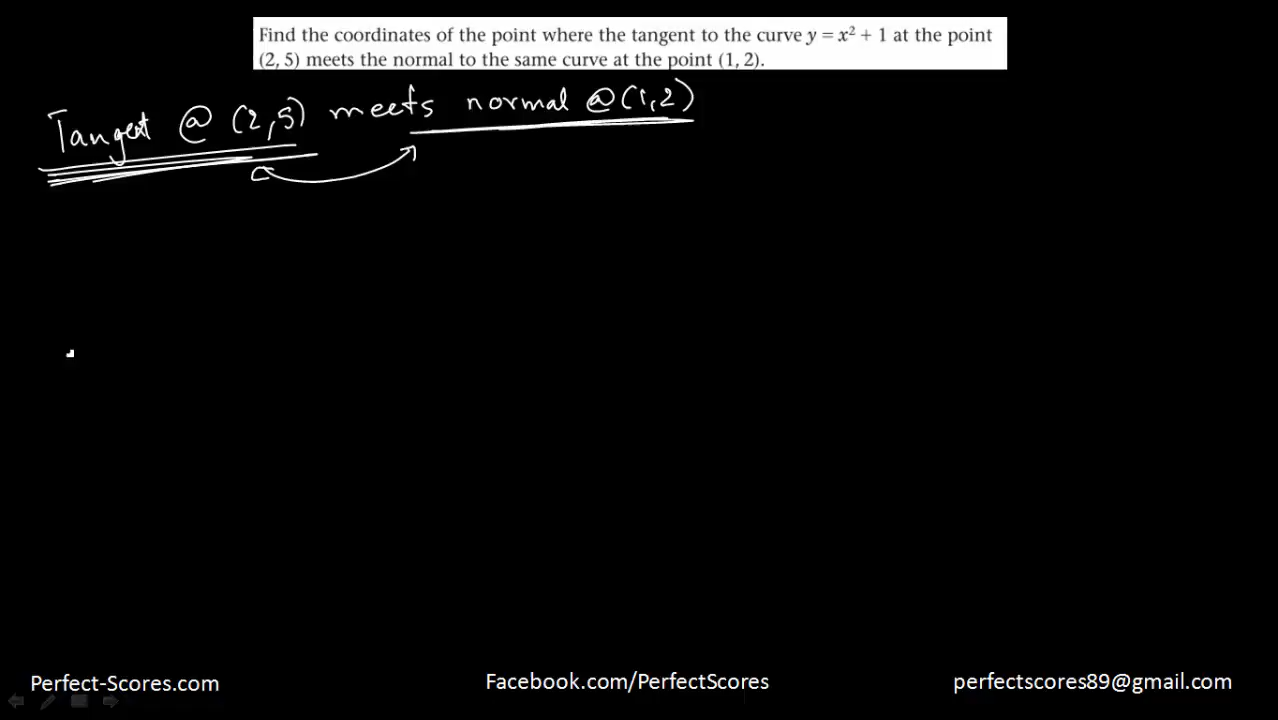 Find the coordinates of the point where the tangent to the curve y = x² + 1 at the point
(2, 5) meets the normal to the same curve at the point (1, 2).
Tangent @ (2,5) meets normal @ (1,2)
Perfect-Scores.com
Facebook.com/PerfectScores
perfectscores89@gmail.com